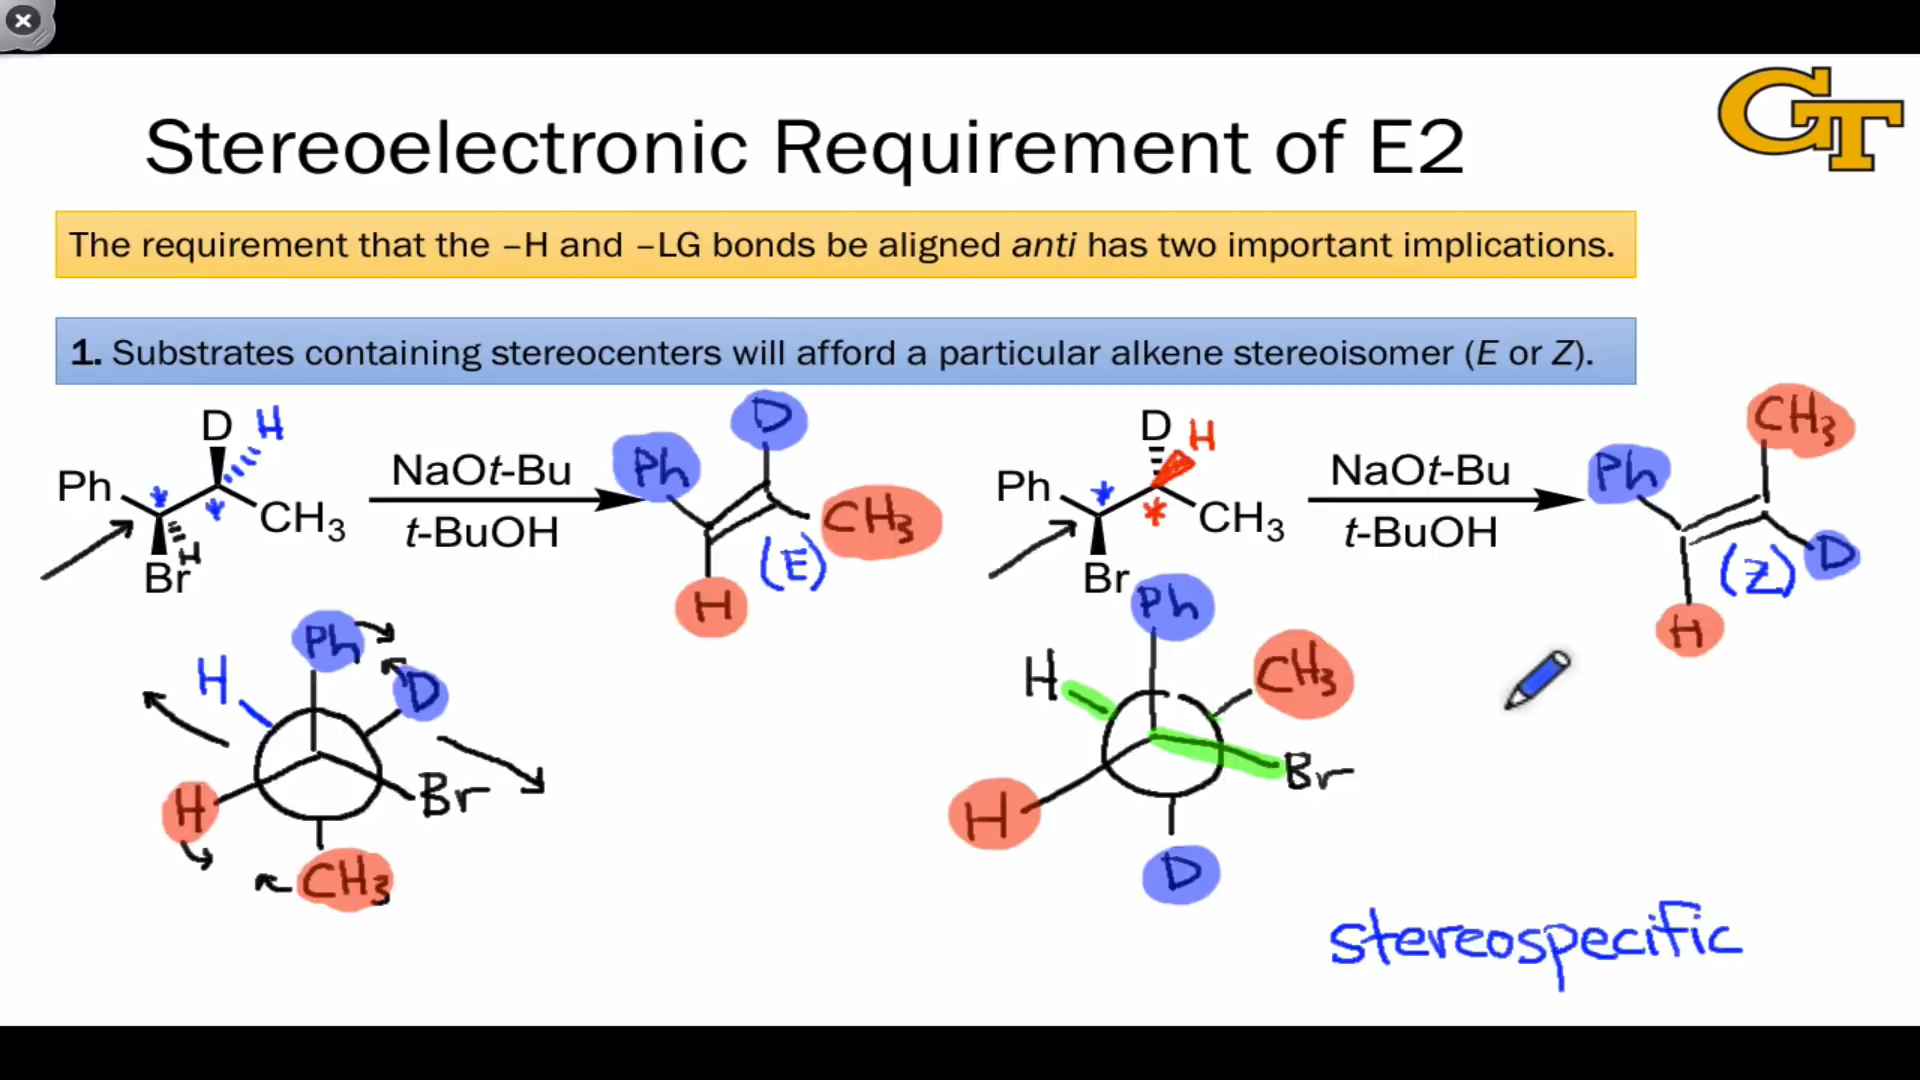 GT
Stereoelectronic Requirement of E2
The requirement that the –H and –LG bonds be aligned anti has two important implications.
1. Substrates containing stereocenters will afford a particular alkene stereoisomer (E or Z).
D H
Ph
* *
CH3
H
Br
NaOt-Bu
t-BuOH
Ph
D
CH3
(E)
H
D H
Ph
* *
CH3
Br
NaOt-Bu
t-BuOH
CH3
Ph
D
(Z)
H
Ph
H
D
H
Br
CH3
Ph
H
CH3
Br
H
D
stereospecific